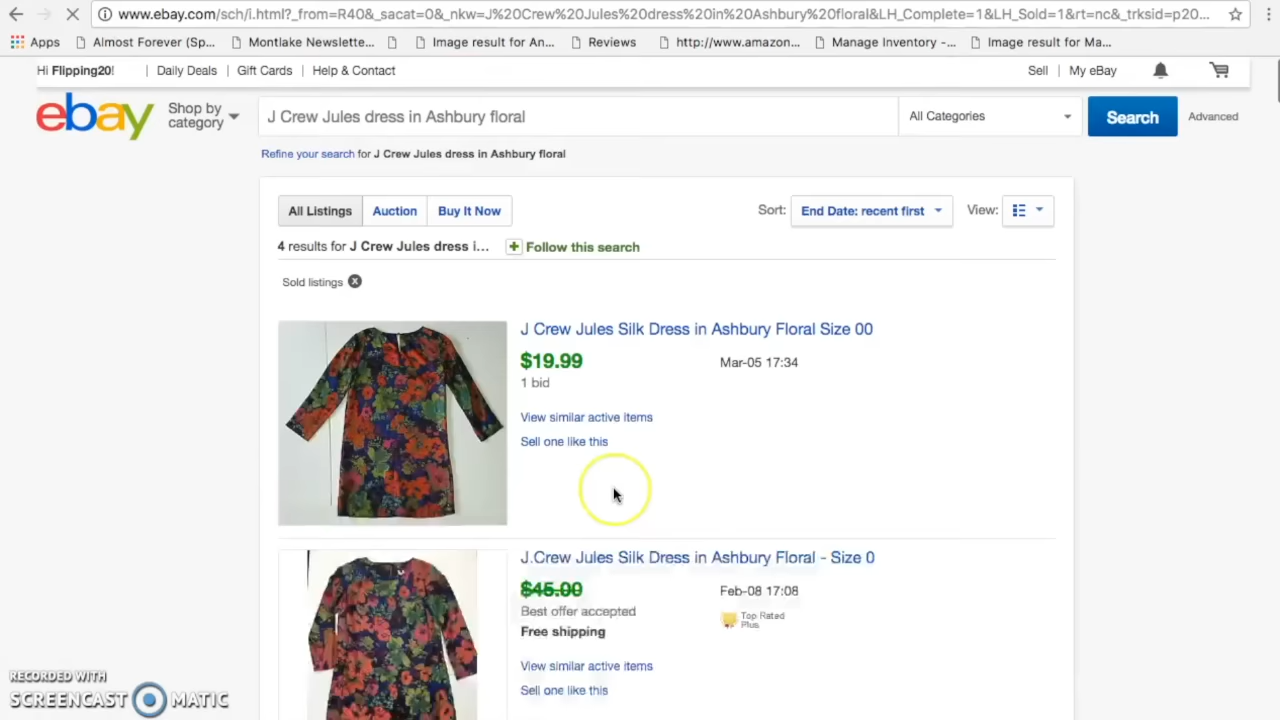 www.ebay.com/sch/i.html?_from=R40&_sacat=0&_nkw=J%20Crew%20Jules%20dress%20in%20Ashbury%20floral&LH_Complete=1&LH_Sold=1&rt=nc&_trksid=p20...
Apps Almost Forever (Sp... Montlake Newslette... Image result for An... Reviews http://www.amazon... Manage Inventory -... Image result for Ma...
Hi Flipping20! Daily Deals Gift Cards Help & Contact Sell My eBay
ebay Shop by category J Crew Jules dress in Ashbury floral All Categories Search Advanced
Refine your search for J Crew Jules dress in Ashbury floral
All Listings Auction Buy It Now Sort: End Date: recent first View:
4 results for J Crew Jules dress i... Follow this search
Sold listings
J Crew Jules Silk Dress in Ashbury Floral Size 00
$19.99 Mar-05 17:34
1 bid
View similar active items
Sell one like this
J.Crew Jules Silk Dress in Ashbury Floral - Size 0
$45.00 Feb-08 17:08
Best offer accepted Top Rated Plus
Free shipping
View similar active items
Sell one like this
RECORDED WITH
SCREENCAST MATIC